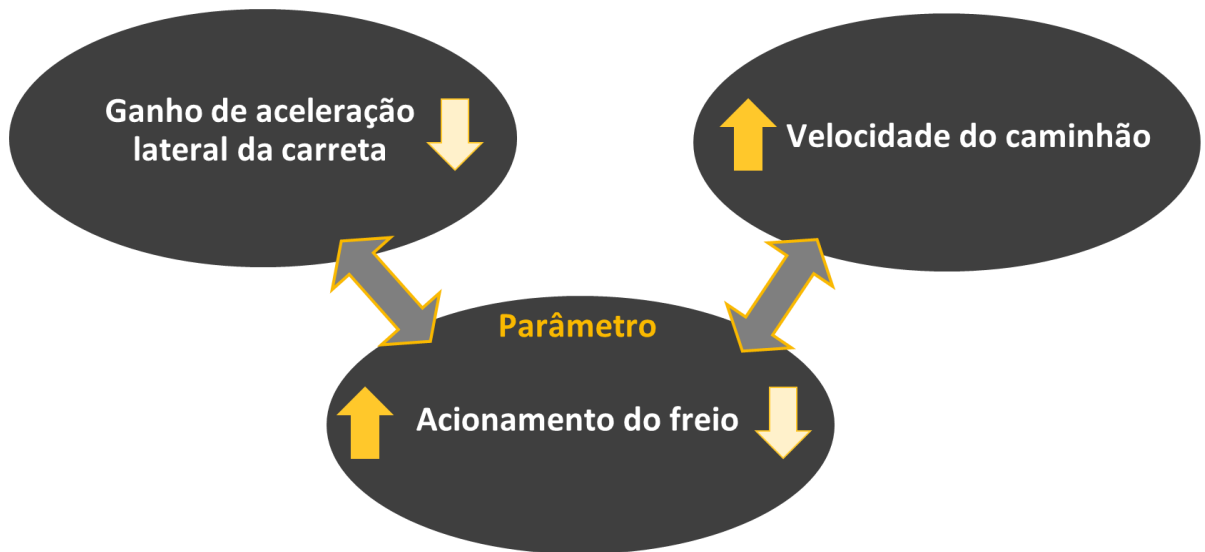 Ganho de aceleração
lateral da carreta
Velocidade do caminhão
Parâmetro
Acionamento do freio